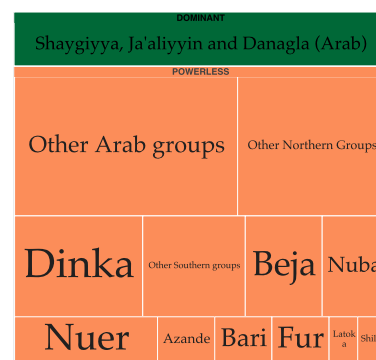 DOMINANT
Shaygiyya, Ja'aliyyin and Danagla (Arab)
POWERLESS
Other Arab groups
Other Northern Groups
Dinka
Other Southern groups
Beja
Nuba
Nuer
Azande
Bari
Fur
Latok
a
Shil